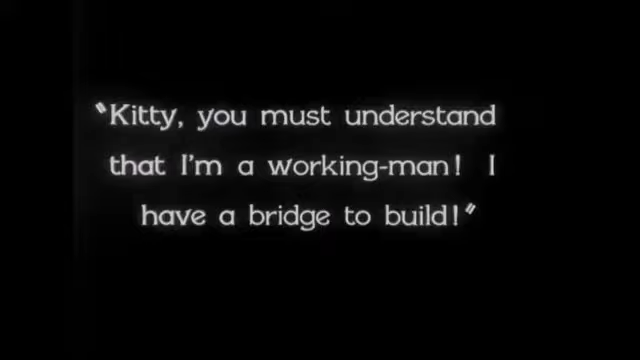 "Kitty, you must understand
that I'm a working-man! I
have a bridge to build!"